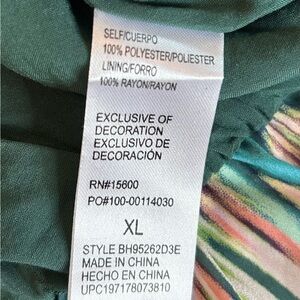 SELF/CUERPO
100% POLYESTER/POLIESTER
LINING/FORRO
100% RAYON/RAYON
EXCLUSIVE OF
DECORATION
EXCLUSIVO DE
DECORACIÓN
RN#15600
PO#100-00114030
XL
STYLE BH95262D3E
MADE IN CHINA
HECHO EN CHINA
UPC197178073810